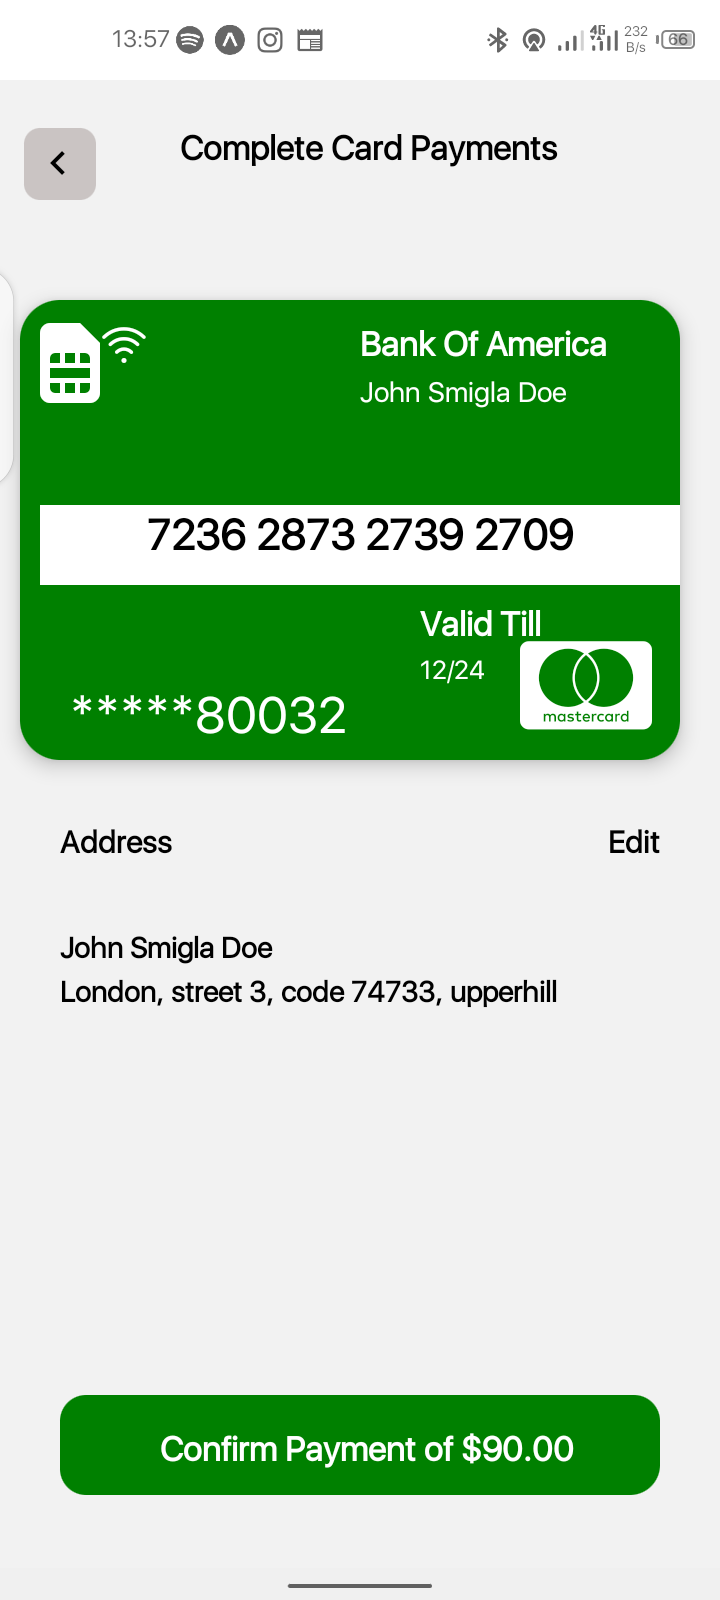 13:57
4G
232
B/s
66
Complete Card Payments
Bank Of America
John Smigla Doe
7236 2873 2739 2709
Valid Till
12/24
mastercard
*****80032
Address
Edit
John Smigla Doe
London, street 3, code 74733, upperhill
Confirm Payment of $90.00